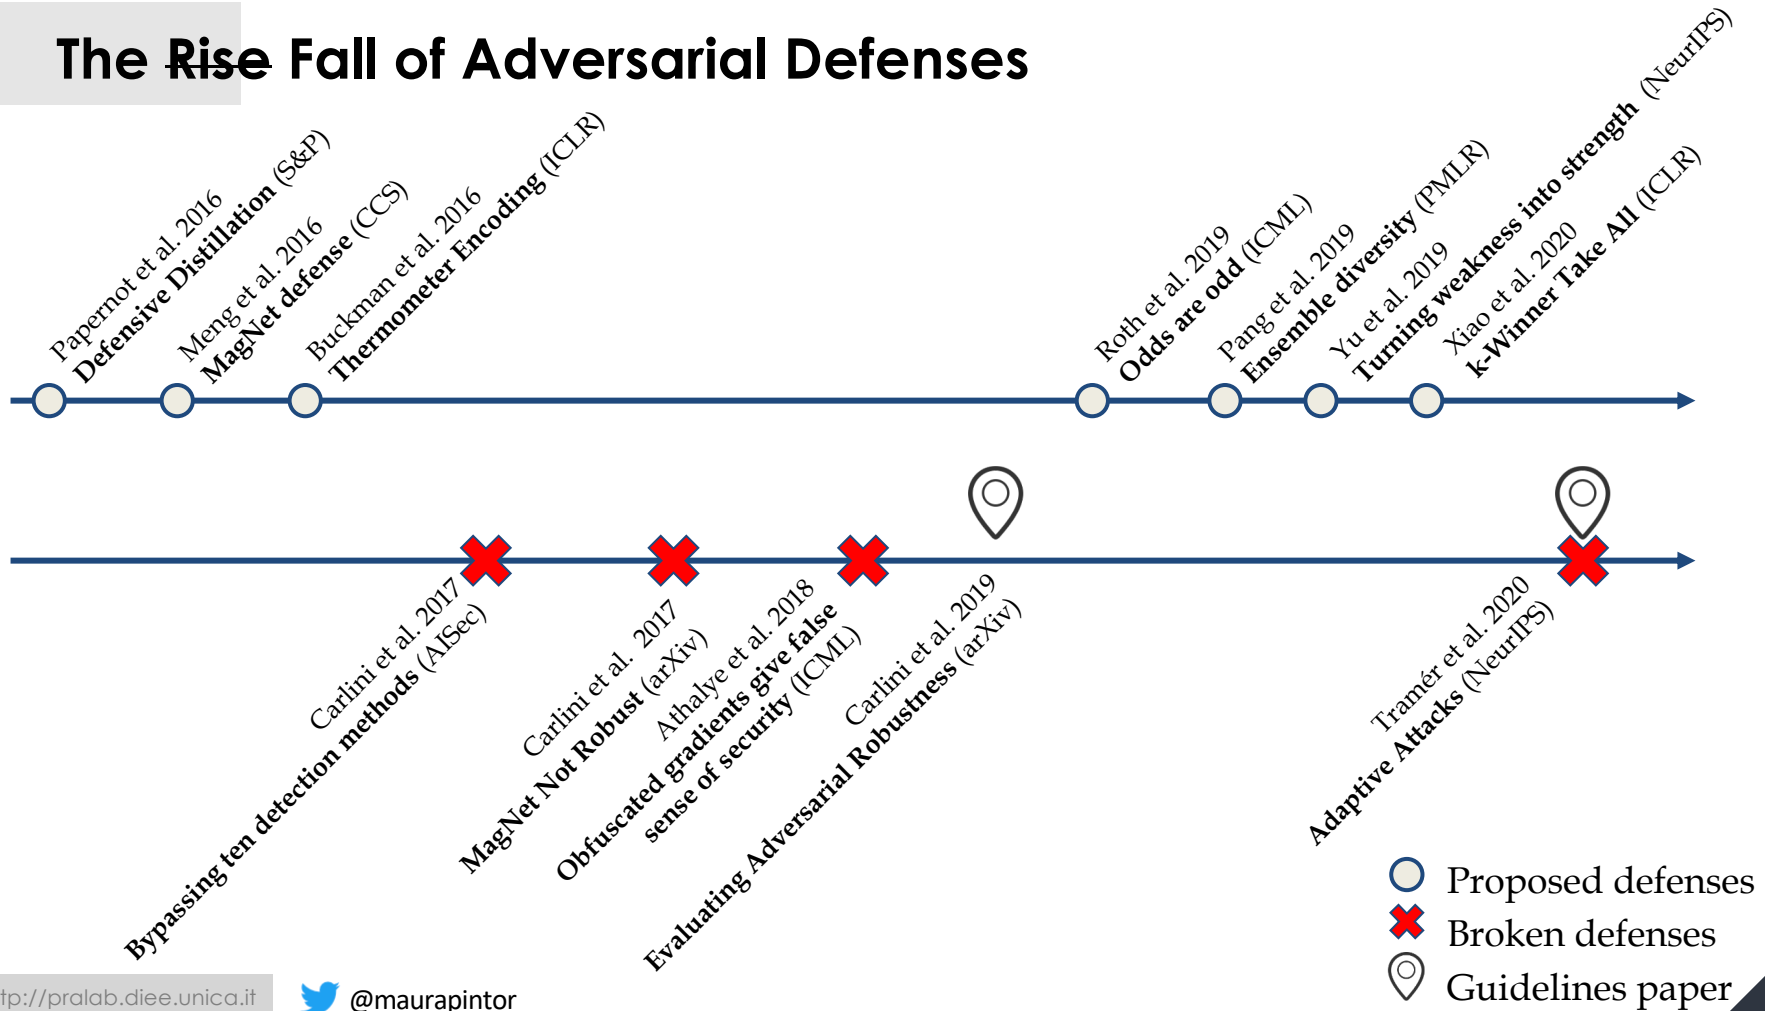 The Rise Fall of Adversarial Defenses
Papernot et al. 2016
Defensive Distillation (S&P)
Meng et al. 2016
MagNet defense (CCS)
Buckman et al. 2016
Thermometer Encoding (ICLR)
Roth et al. 2019
Odds are odd (ICML)
Pang et al. 2019
Ensemble diversity (PMLR)
Yu et al. 2019
Turning weakness into strength (NeurIPS)
Xiao et al. 2020
k-Winner Take All (ICLR)
Carlini et al. 2017
Bypassing ten detection methods (AISec)
Carlini et al. 2017
MagNet Not Robust (arXiv)
Athalye et al. 2018
Obfuscated gradients give false
sense of security (ICML)
Carlini et al. 2019
Evaluating Adversarial Robustness (arXiv)
Tramér et al. 2020
Adaptive Attacks (NeurIPS)
Proposed defenses
Broken defenses
Guidelines paper
tp://pralab.diee.unica.it
@maurapintor